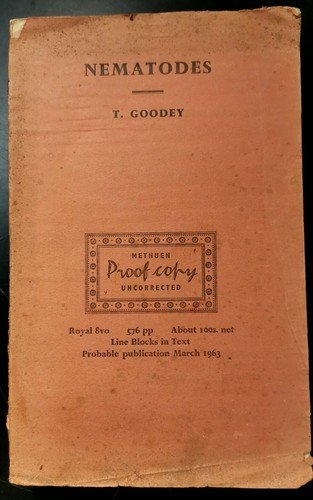 NEMATODES
T. GOODEY
METHUEN
Proof copy
UNCORRECTED
Royal 8vo 576 pp About 100s. net
Line Blocks in Text
Probable publication March 1963